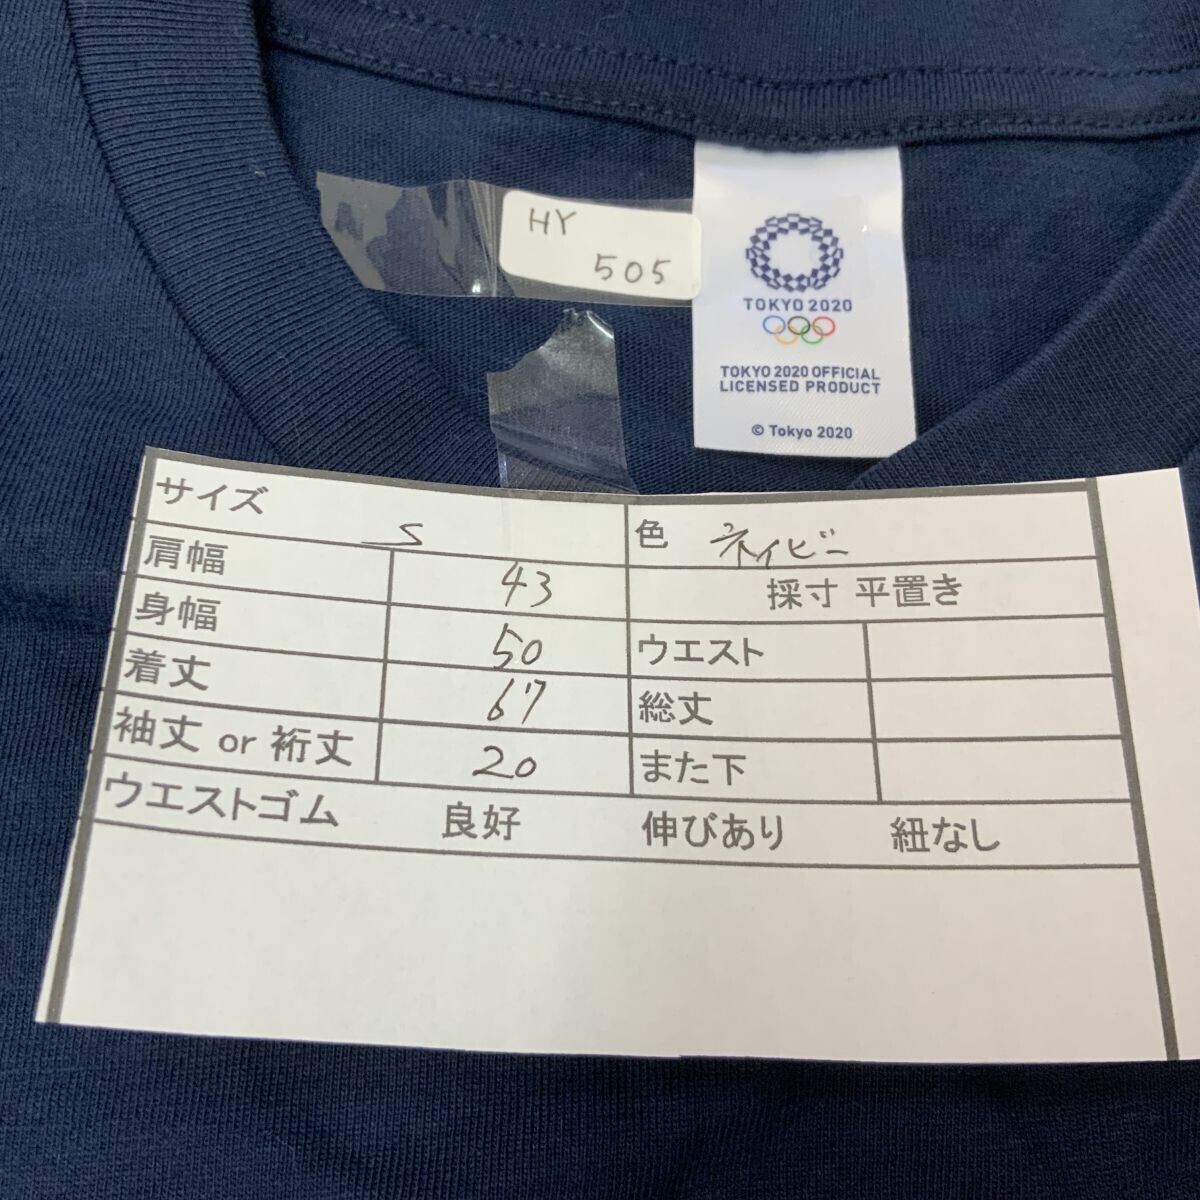 HY
505
TOKYO 2020
TOKYO 2020 OFFICIAL
LICENSED PRODUCT
© Tokyo 2020
サイズ S 色 ネイビー
肩幅 43 採寸 平置き
身幅 50 ウエスト
着丈 67 総丈
袖丈 or 裄丈 20 また下
ウエストゴム 良好 伸びあり 紐なし